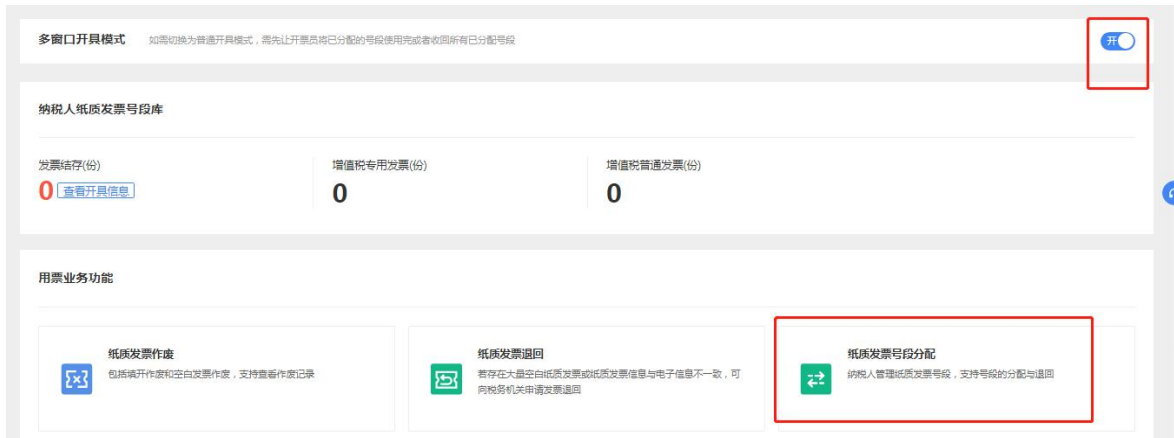 多窗口开具模式 如需切换为普通开具模式，需先让开票员将已分配的号段使用完或者收回所有已分配号段 开
纳税人纸质发票号段库
发票结存(份) 增值税专用发票(份) 增值税普通发票(份)
0 查看开具信息 0 0
用票业务功能
纸质发票作废
包括填开作废和空白发票作废，支持查看作废记录
纸质发票退回
若存在大量空白纸质发票或纸质发票信息与电子信息不一致，可
向税务机关申请发票退回
纸质发票号段分配
纳税人管理纸质发票号段，支持号段的分配与退回